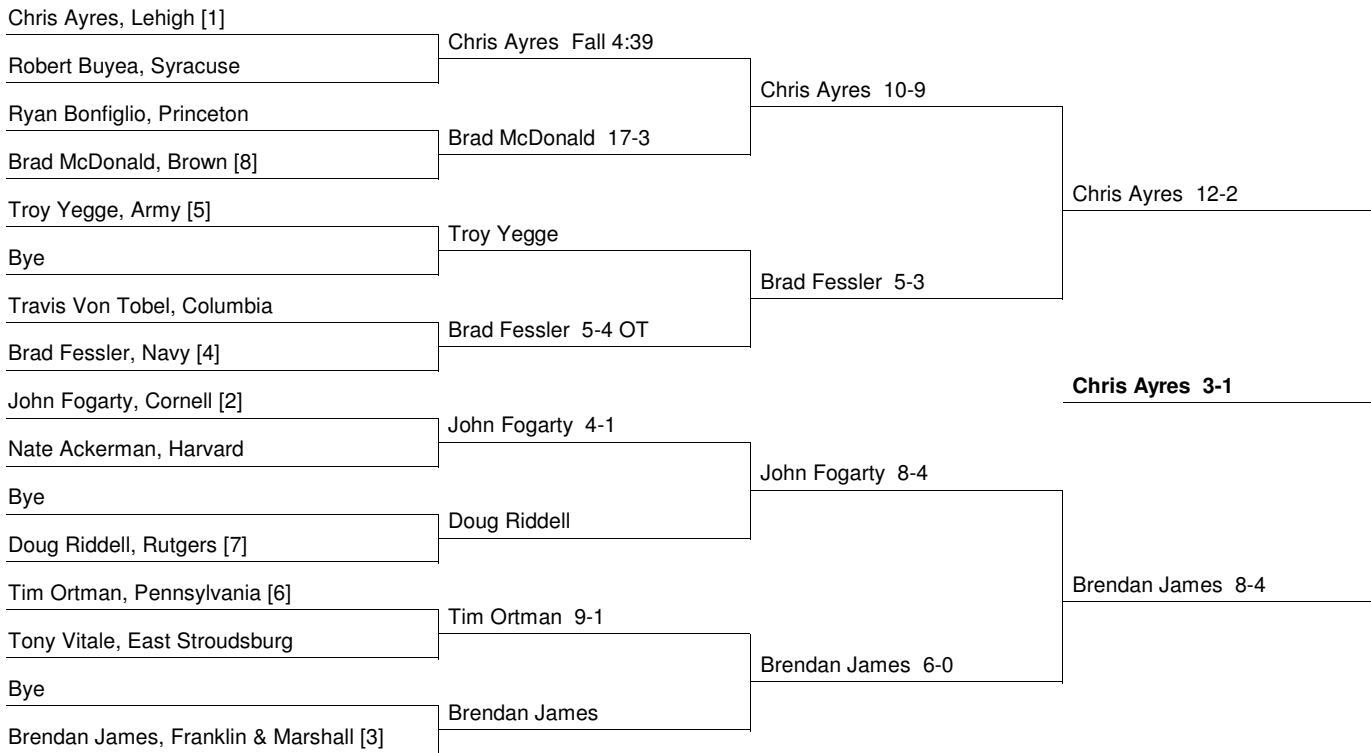 Chris Ayres, Lehigh [1]
Robert Buyea, Syracuse
Ryan Bonfiglio, Princeton
Brad McDonald, Brown [8]
Troy Yegge, Army [5]
Bye
Travis Von Tobel, Columbia
Brad Fessler, Navy [4]
John Fogarty, Cornell [2]
Nate Ackerman, Harvard
Bye
Doug Riddell, Rutgers [7]
Tim Ortman, Pennsylvania [6]
Tony Vitale, East Stroudsburg
Bye
Brendan James, Franklin & Marshall [3]
Chris Ayres Fall 4:39
Brad McDonald 17-3
Troy Yegge
Brad Fessler 5-4 OT
John Fogarty 4-1
Doug Riddell
Tim Ortman 9-1
Brendan James
Chris Ayres 10-9
Brad Fessler 5-3
John Fogarty 8-4
Brendan James 6-0
Chris Ayres 12-2
Chris Ayres 3-1
Brendan James 8-4